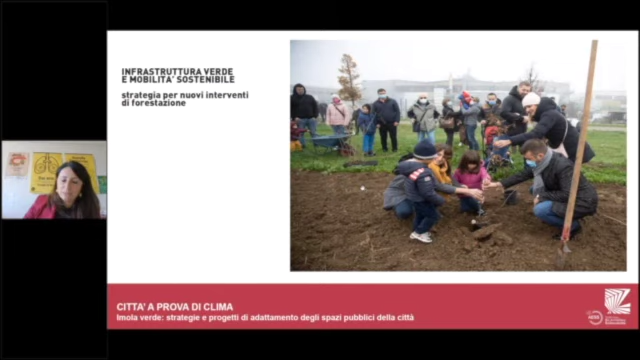 INFRASTRUTTURA VERDE
E MOBILITA' SOSTENIBILE
strategia per nuovi interventi
di forestazione
CITTA' A PROVA DI CLIMA
Imola verde: strategie e progetti di adattamento degli spazi pubblici della città